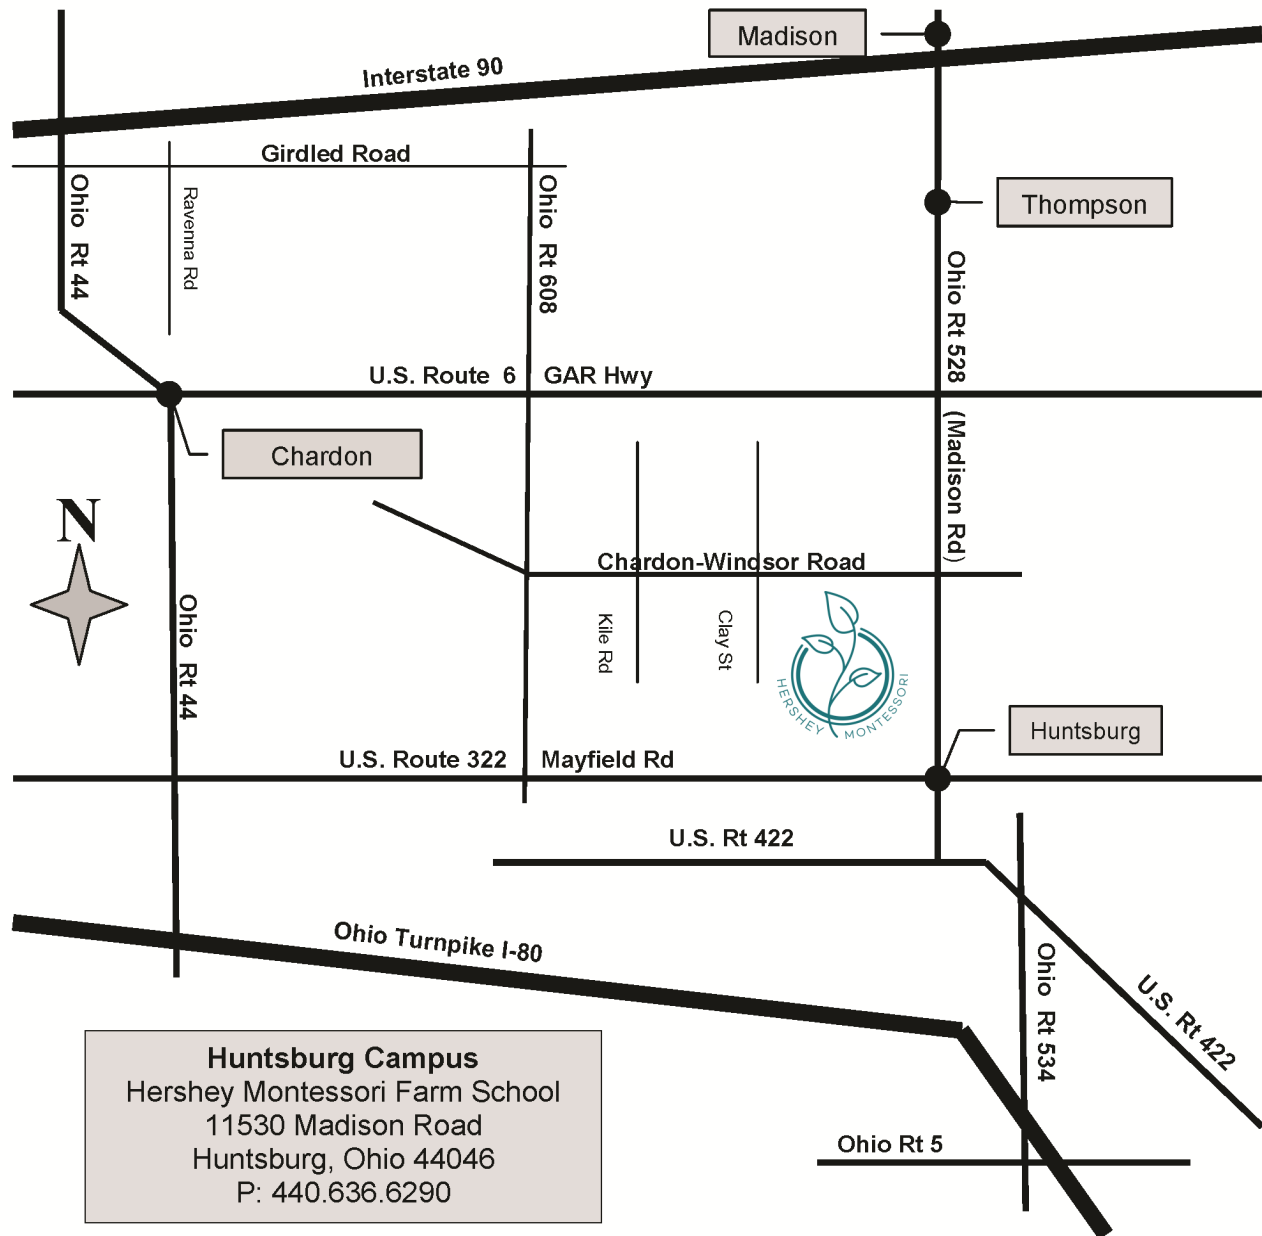 Madison
Interstate 90
Girdled Road
Ohio Rt 44
Ravenna Rd
Ohio Rt 608
Thompson
Ohio Rt 528 (Madison Rd)
U.S. Route 6 GAR Hwy
Chardon
N
Chardon-Windsor Road
Ohio Rt 44
Kile Rd
Clay St
HERSHEY MONTESSORI
Huntsburg
U.S. Route 322 Mayfield Rd
U.S. Rt 422
Ohio Turnpike I-80
Ohio Rt 534
U.S. Rt 422
Huntsburg Campus
Hershey Montessori Farm School
11530 Madison Road
Huntsburg, Ohio 44046
P: 440.636.6290
Ohio Rt 5